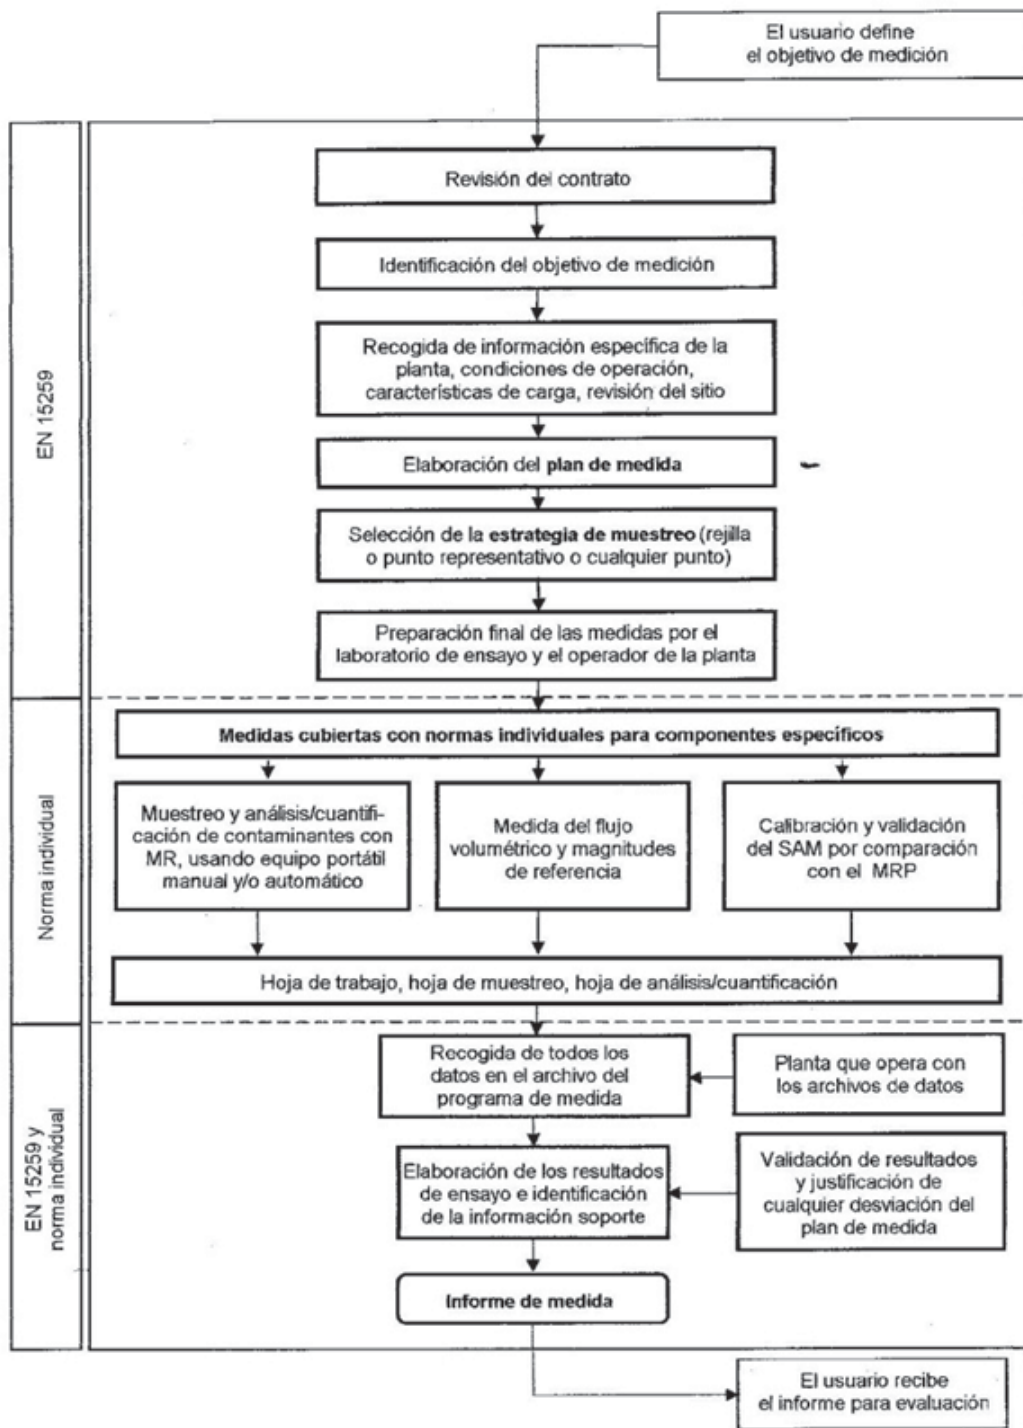 El usuario define
el objetivo de medición
EN 15259
Revisión del contrato
Identificación del objetivo de medición
Recogida de información específica de la
planta, condiciones de operación,
características de carga, revisión del sitio
Elaboración del plan de medida
Selección de la estrategia de muestreo (rejilla
o punto representativo o cualquier punto)
Preparación final de las medidas por el
laboratorio de ensayo y el operador de la planta
Norma individual
Medidas cubiertas con normas individuales para componentes específicos
Muestreo y análisis/cuantifi-
cación de contaminantes con
MR, usando equipo portátil
manual y/o automático
Medida del flujo
volumétrico y magnitudes
de referencia
Calibración y validación
del SAM por comparación
con el MRP
Hoja de trabajo, hoja de muestreo, hoja de análisis/cuantificación
EN 15259 y
norma individual
Recogida de todos los
datos en el archivo del
programa de medida
Planta que opera con
los archivos de datos
Elaboración de los resultados
de ensayo e identificación
de la información soporte
Validación de resultados
y justificación de
cualquier desviación del
plan de medida
Informe de medida
El usuario recibe
el informe para evaluación